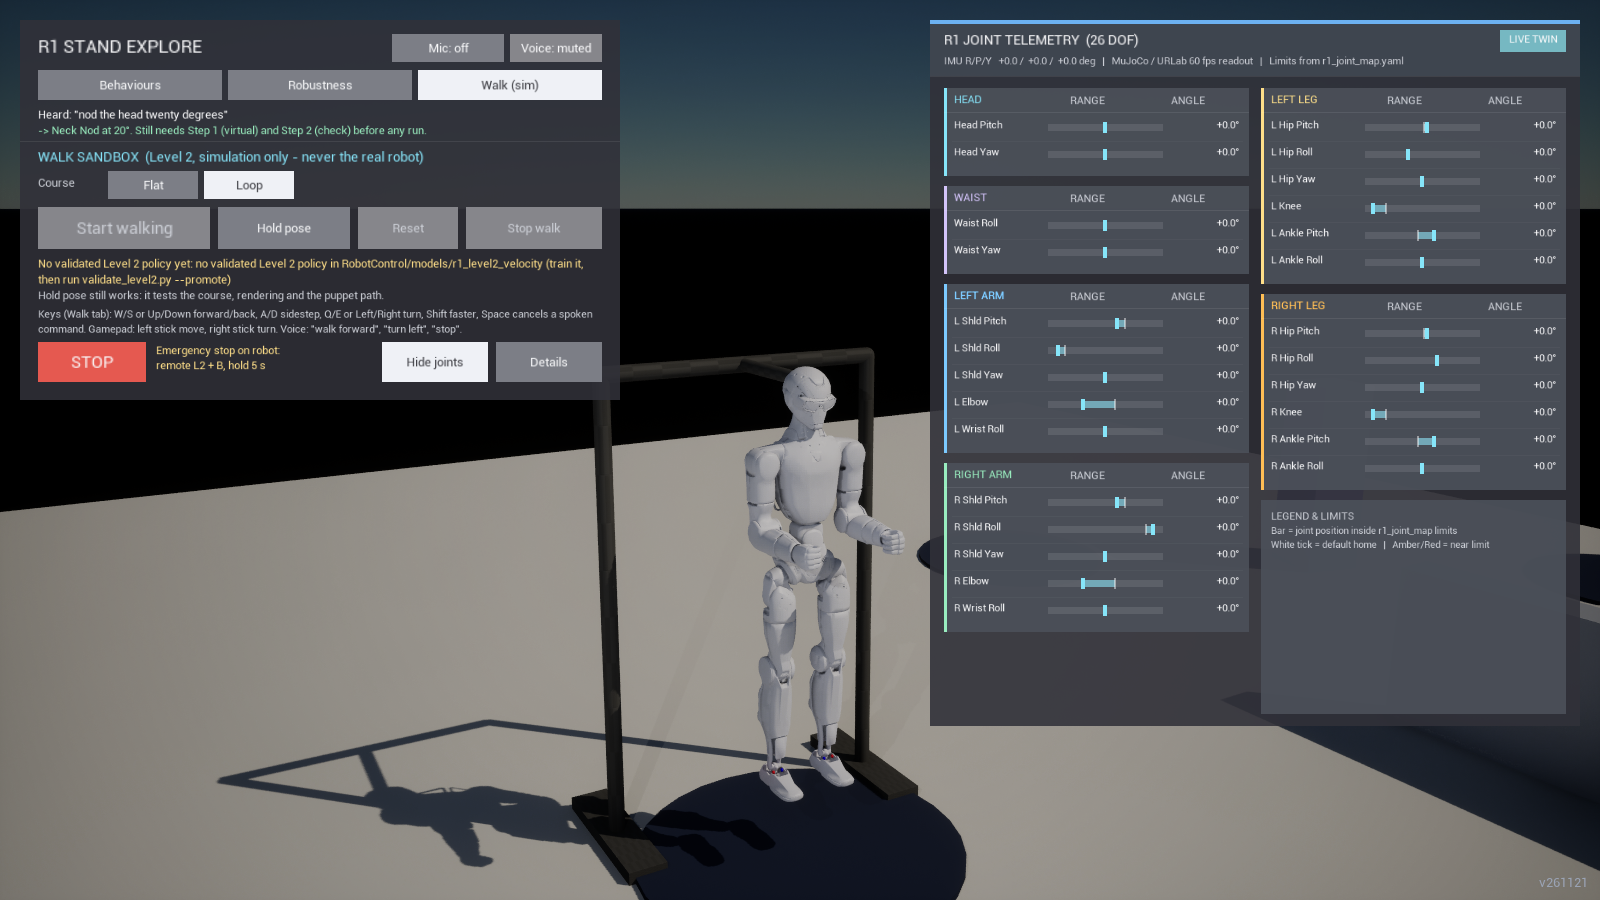 R1 STAND EXPLORE
Mic: off
Voice: muted
Behaviours
Robustness
Walk (sim)
Heard: "nod the head twenty degrees"
-> Neck Nod at 20°. Still needs Step 1 (virtual) and Step 2 (check) before any run.
WALK SANDBOX (Level 2, simulation only - never the real robot)
Course
Flat
Loop
Start walking
Hold pose
Reset
Stop walk
No validated Level 2 policy yet: no validated Level 2 policy in RobotControl/models/r1_level2_velocity (train it,
then run validate_level2.py --promote)
Hold pose still works: it tests the course, rendering and the puppet path.
Keys (Walk tab): W/S or Up/Down forward/back, A/D sidestep, Q/E or Left/Right turn, Shift faster, Space cancels a spoken
command. Gamepad: left stick move, right stick turn. Voice: "walk forward", "turn left", "stop".
STOP
Emergency stop on robot:
remote L2 + B, hold 5 s
Hide joints
Details
R1 JOINT TELEMETRY (26 DOF)
LIVE TWIN
IMU R/P/Y +0.0 / +0.0 / +0.0 deg | MuJoCo / URLab 60 fps readout | Limits from r1_joint_map.yaml
HEAD RANGE ANGLE
Head Pitch +0.0°
Head Yaw +0.0°
WAIST RANGE ANGLE
Waist Roll +0.0°
Waist Yaw +0.0°
LEFT ARM RANGE ANGLE
L Shld Pitch +0.0°
L Shld Roll +0.0°
L Shld Yaw +0.0°
L Elbow +0.0°
L Wrist Roll +0.0°
RIGHT ARM RANGE ANGLE
R Shld Pitch +0.0°
R Shld Roll +0.0°
R Shld Yaw +0.0°
R Elbow +0.0°
R Wrist Roll +0.0°
LEFT LEG RANGE ANGLE
L Hip Pitch +0.0°
L Hip Roll +0.0°
L Hip Yaw +0.0°
L Knee +0.0°
L Ankle Pitch +0.0°
L Ankle Roll +0.0°
RIGHT LEG RANGE ANGLE
R Hip Pitch +0.0°
R Hip Roll +0.0°
R Hip Yaw +0.0°
R Knee +0.0°
R Ankle Pitch +0.0°
R Ankle Roll +0.0°
LEGEND & LIMITS
Bar = joint position inside r1_joint_map limits
White tick = default home | Amber/Red = near limit
v261121